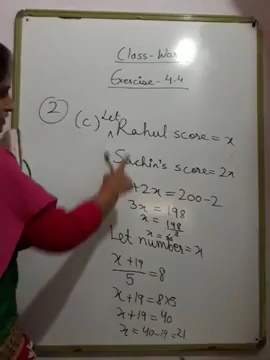 Class-Wor
Exercise-4.4
(2) (C) Let
Rahul score = x
Sachin's score = 2x
+2x = 200-2
3x = 198
x = 198
Let number = x
x+19/5 = 8
x+19 = 8×5
x+19 = 40
x = 40-19 = 21